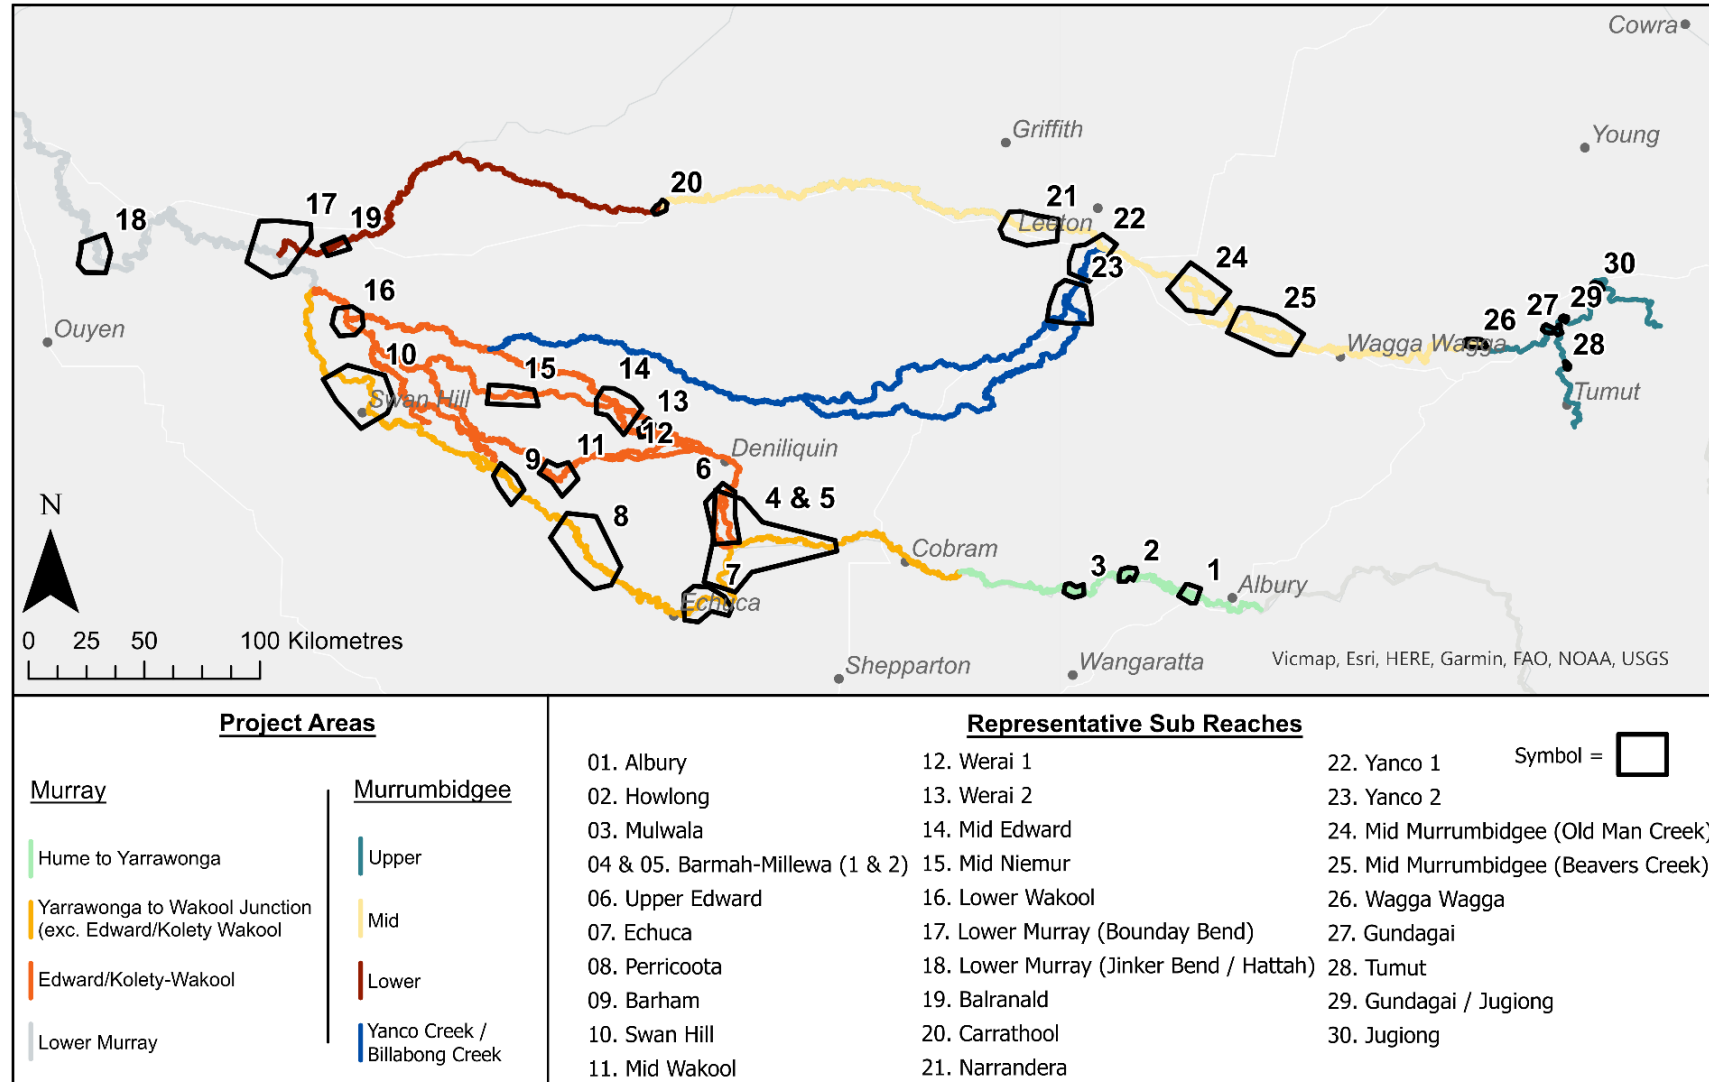 Cowra
Griffith
Young
20
17
19
18
21
Leeton
22
23
24
30
16
25
29
27
26
28
Ouyen
Wagga Wagga
10
15
14
Swan Hill
13
12
Tumut
11
Deniliquin
9
6
4 & 5
8
N
Cobram
2
3
7
1
Albury
Echuca
0 25 50 100 Kilometres
Shepparton
Wangaratta
Vicmap, Esri, HERE, Garmin, FAO, NOAA, USGS
Project Areas
Murray
Hume to Yarrawonga
Yarrawonga to Wakool Junction
(exc. Edward/Kolety Wakool
Edward/Kolety-Wakool
Lower Murray
Murrumbidgee
Upper
Mid
Lower
Yanco Creek /
Billabong Creek
Representative Sub Reaches
01. Albury
02. Howlong
03. Mulwala
04 & 05. Barmah-Millewa (1 & 2)
06. Upper Edward
07. Echuca
08. Perricoota
09. Barham
10. Swan Hill
11. Mid Wakool
12. Werai 1
13. Werai 2
14. Mid Edward
15. Mid Niemur
16. Lower Wakool
17. Lower Murray (Bounday Bend)
18. Lower Murray (Jinker Bend / Hattah)
19. Balranald
20. Carrathool
21. Narrandera
22. Yanco 1
23. Yanco 2
24. Mid Murrumbidgee (Old Man Creek)
25. Mid Murrumbidgee (Beavers Creek)
26. Wagga Wagga
27. Gundagai
28. Tumut
29. Gundagai / Jugiong
30. Jugiong
Symbol =